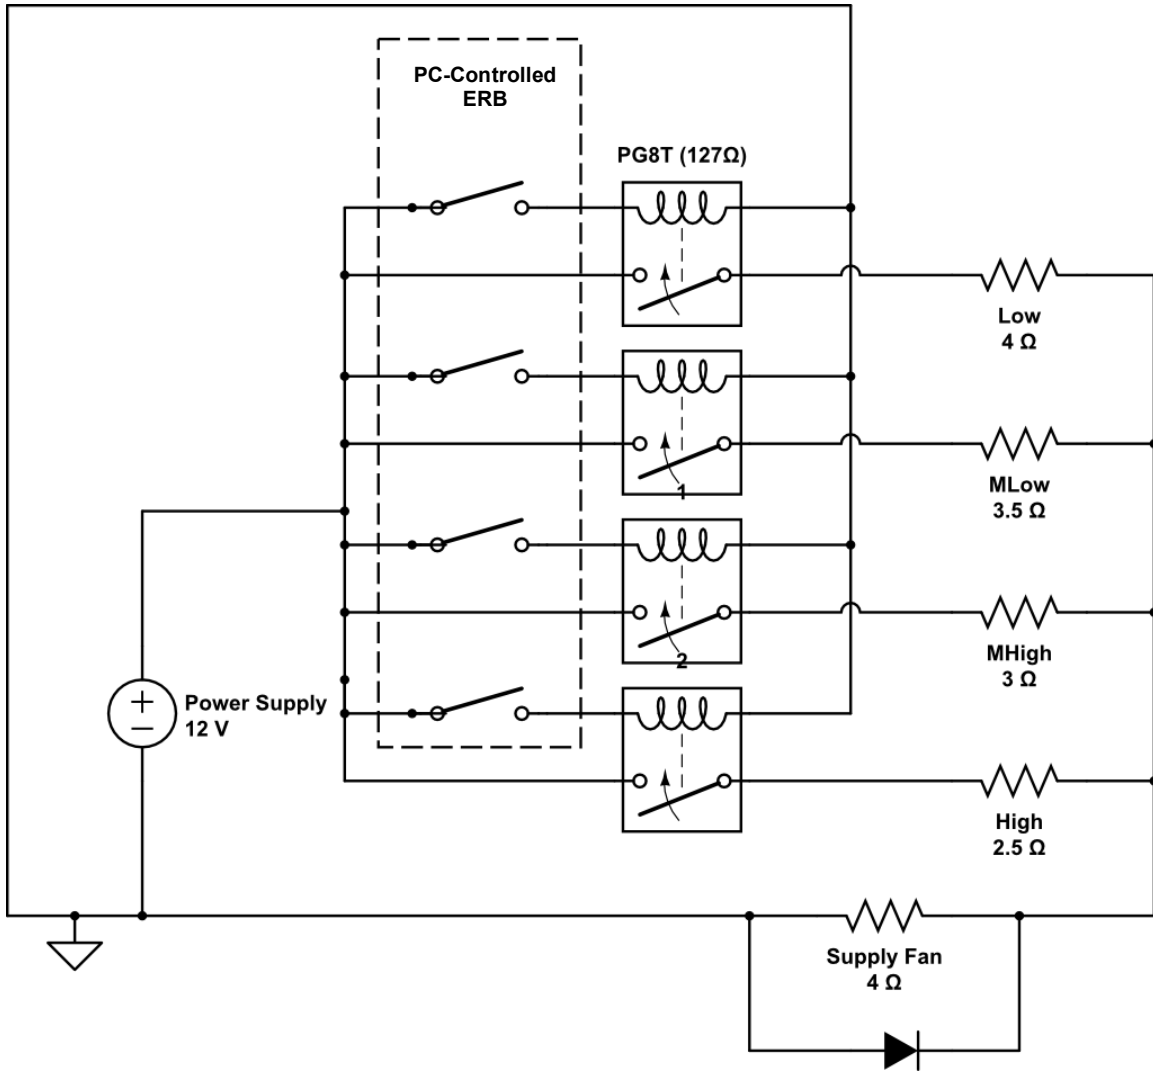 PC-Controlled
ERB
PG8T (127Ω)
Low
4 Ω
1
MLow
3.5 Ω
2
MHigh
3 Ω
Power Supply
12 V
High
2.5 Ω
Supply Fan
4 Ω